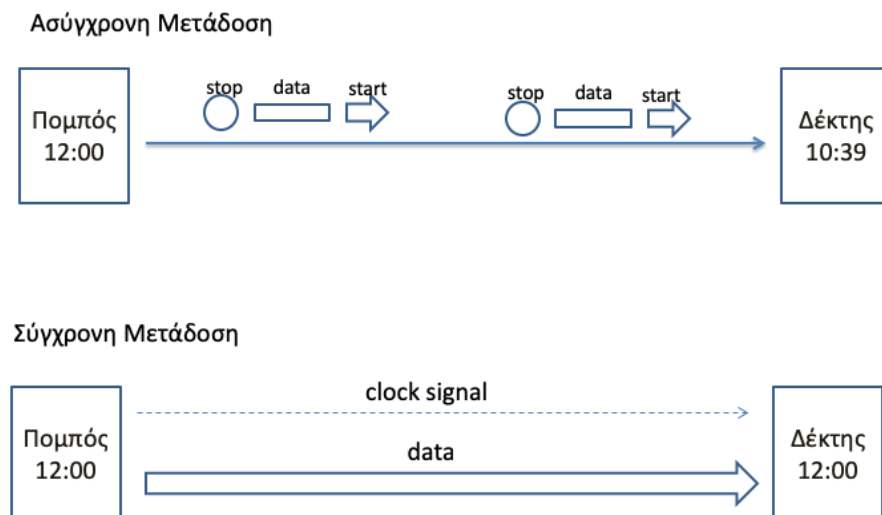 Ασύγχρονη Μετάδοση
stop data start stop data start
Πομπός
12:00
Δέκτης
10:39
Σύγχρονη Μετάδοση
clock signal
Πομπός
12:00
data
Δέκτης
12:00